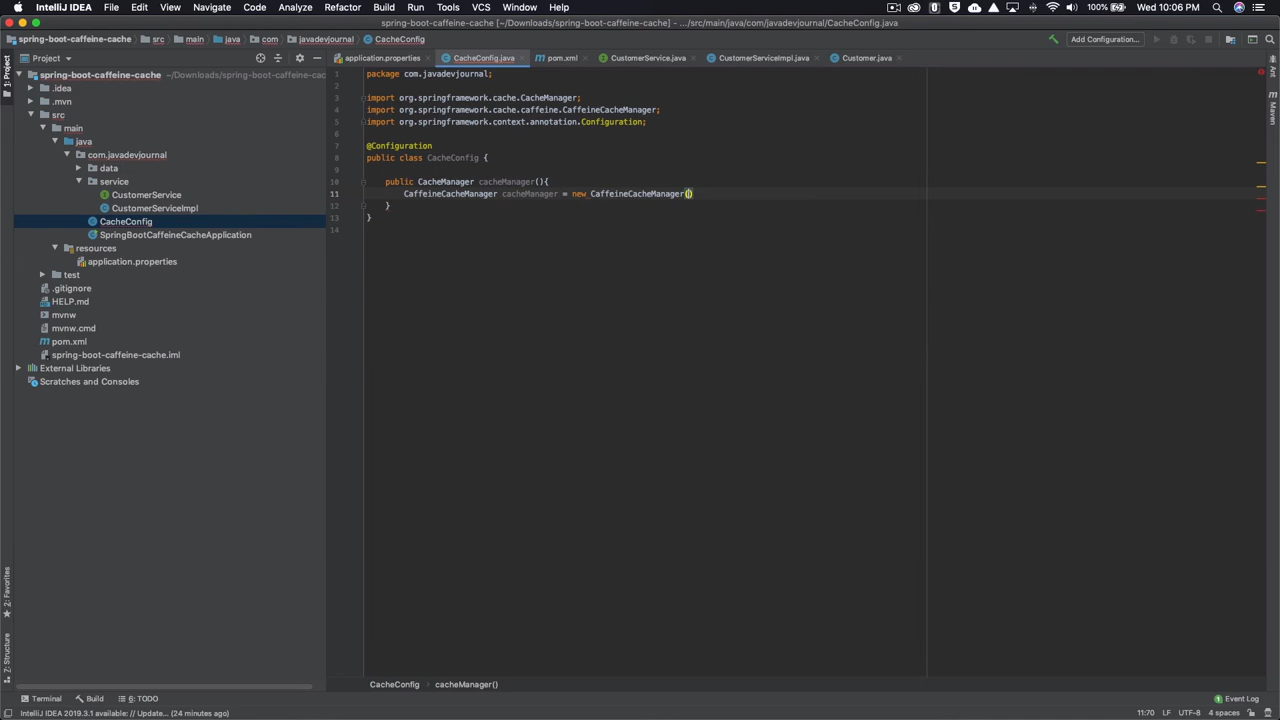 IntelliJ IDEA File Edit View Navigate Code Analyze Refactor Build Run Tools VCS Window Help 100% Wed 10:06 PM
spring-boot-caffeine-cache [~/Downloads/spring-boot-caffeine-cache] – .../src/main/java/com/javadevjournal/CacheConfig.java
spring-boot-caffeine-cache src main java com javadevjournal CacheConfig Add Configuration...
Project application.properties CacheConfig.java pom.xml CustomerService.java CustomerServiceImpl.java Customer.java
1: Project
Ant
Maven
2: Favorites
7: Structure
spring-boot-caffeine-cache ~/Downloads/spring-boot-caffeine-cach
.idea
.mvn
src
main
java
com.javadevjournal
data
service
CustomerService
CustomerServiceImpl
CacheConfig
SpringBootCaffeineCacheApplication
resources
application.properties
test
.gitignore
HELP.md
mvnw
mvnw.cmd
pom.xml
spring-boot-caffeine-cache.iml
External Libraries
Scratches and Consoles
1 package com.javadevjournal;
2
3 import org.springframework.cache.CacheManager;
4 import org.springframework.cache.caffeine.CaffeineCacheManager;
5 import org.springframework.context.annotation.Configuration;
6
7 @Configuration
8 public class CacheConfig {
9
10 public CacheManager cacheManager(){
11 CaffeineCacheManager cacheManager = new CaffeineCacheManager()
12 }
13 }
14
CacheConfig › cacheManager()
Terminal Build 6: TODO Event Log
IntelliJ IDEA 2019.3.1 available: // Update... (24 minutes ago) 11:70 LF UTF-8 4 spaces